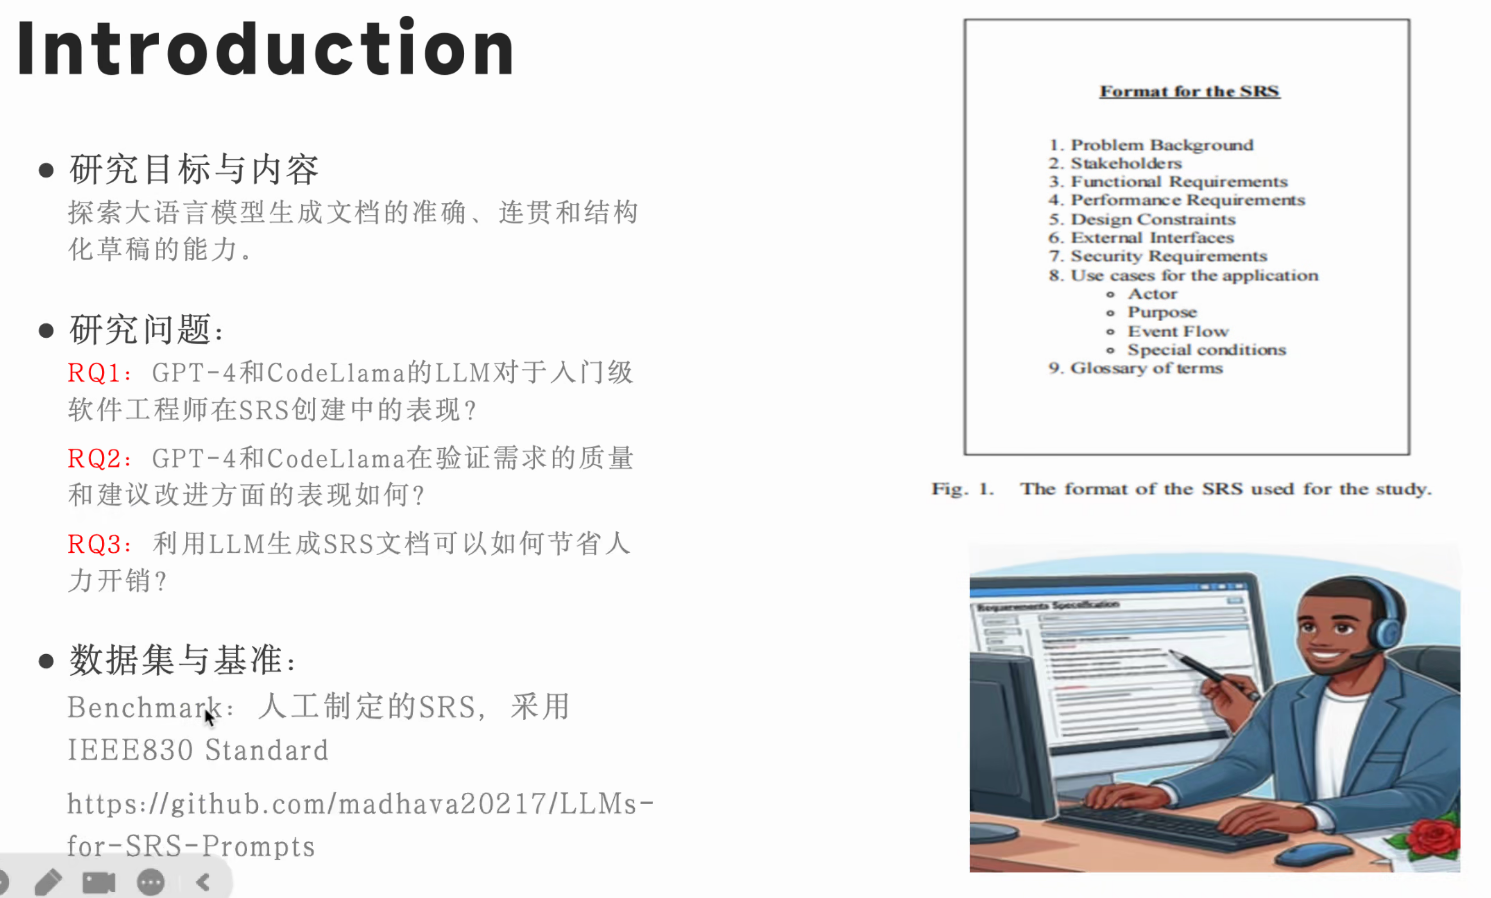 Introduction
● 研究目标与内容
探索大语言模型生成文档的准确、连贯和结构
化草稿的能力。
● 研究问题：
RQ1：GPT-4和CodeLlama的LLM对于入门级
软件工程师在SRS创建中的表现？
RQ2：GPT-4和CodeLlama在验证需求的质量
和建议改进方面的表现如何？
RQ3：利用LLM生成SRS文档可以如何节省人
力开销？
● 数据集与基准：
Benchmark：人工制定的SRS，采用
IEEE830 Standard
https://github.com/madhava20217/LLMs-
for-SRS-Prompts
Format for the SRS
1. Problem Background
2. Stakeholders
3. Functional Requirements
4. Performance Requirements
5. Design Constraints
6. External Interfaces
7. Security Requirements
8. Use cases for the application
∘ Actor
∘ Purpose
∘ Event Flow
∘ Special conditions
9. Glossary of terms
Fig. 1. The format of the SRS used for the study.
Requirements Specification